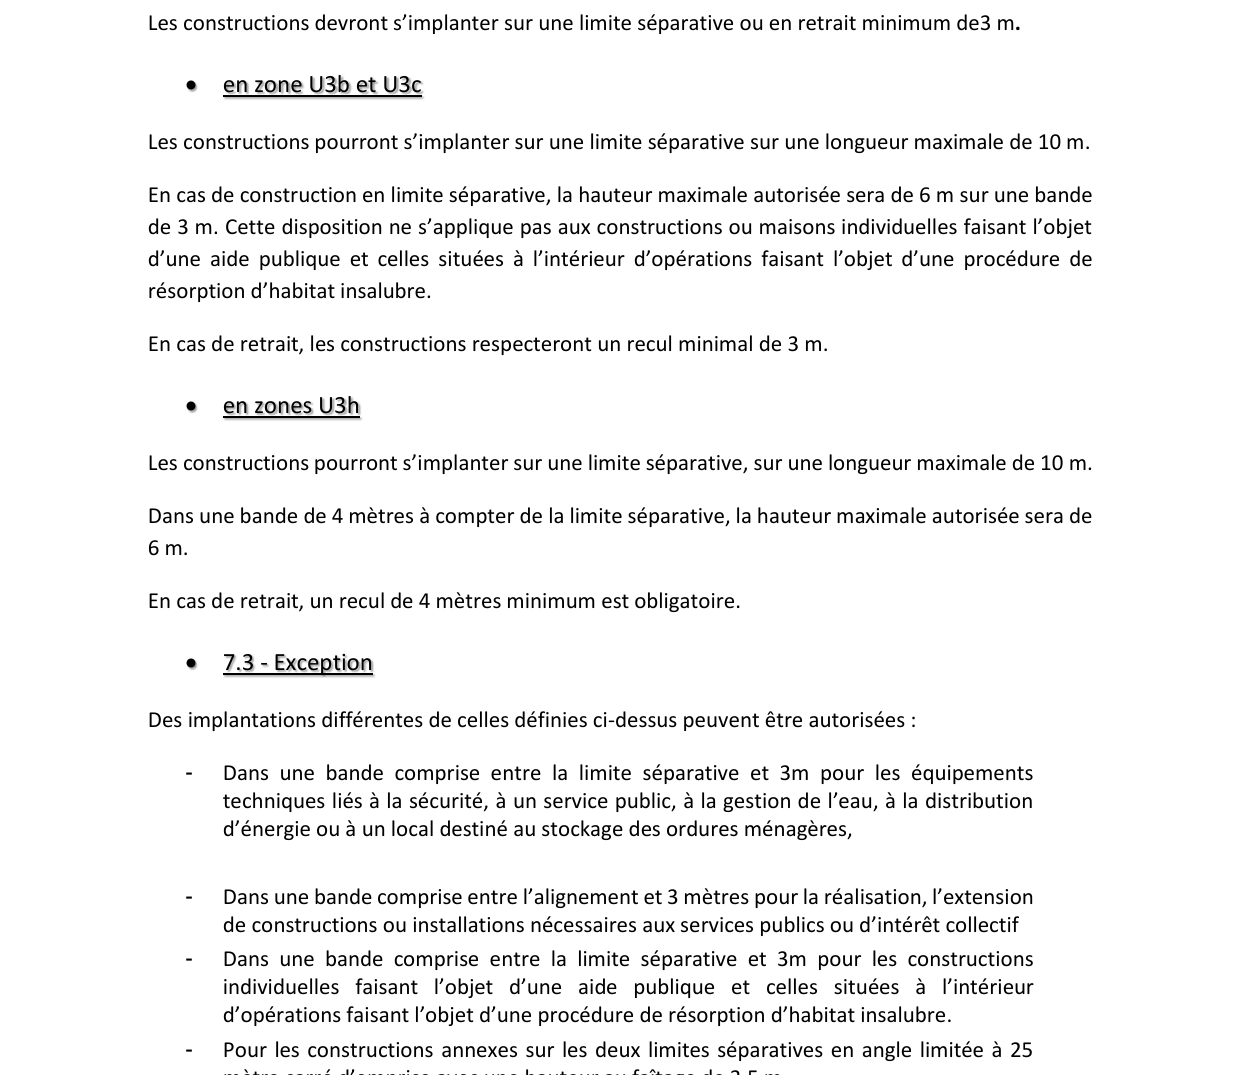 Les constructions devront s’implanter sur une limite séparative ou en retrait minimum de3 m.
• en zone U3b et U3c
Les constructions pourront s’implanter sur une limite séparative sur une longueur maximale de 10 m.
En cas de construction en limite séparative, la hauteur maximale autorisée sera de 6 m sur une bande
de 3 m. Cette disposition ne s’applique pas aux constructions ou maisons individuelles faisant l’objet
d’une aide publique et celles situées à l’intérieur d’opérations faisant l’objet d’une procédure de
résorption d’habitat insalubre.
En cas de retrait, les constructions respecteront un recul minimal de 3 m.
• en zones U3h
Les constructions pourront s’implanter sur une limite séparative, sur une longueur maximale de 10 m.
Dans une bande de 4 mètres à compter de la limite séparative, la hauteur maximale autorisée sera de
6 m.
En cas de retrait, un recul de 4 mètres minimum est obligatoire.
• 7.3 - Exception
Des implantations différentes de celles définies ci-dessus peuvent être autorisées :
- Dans une bande comprise entre la limite séparative et 3m pour les équipements
techniques liés à la sécurité, à un service public, à la gestion de l’eau, à la distribution
d’énergie ou à un local destiné au stockage des ordures ménagères,
- Dans une bande comprise entre l’alignement et 3 mètres pour la réalisation, l’extension
de constructions ou installations nécessaires aux services publics ou d’intérêt collectif
- Dans une bande comprise entre la limite séparative et 3m pour les constructions
individuelles faisant l’objet d’une aide publique et celles situées à l’intérieur
d’opérations faisant l’objet d’une procédure de résorption d’habitat insalubre.
- Pour les constructions annexes sur les deux limites séparatives en angle limitée à 25
mètre carré d’emprise avec une hauteur au faîtage de